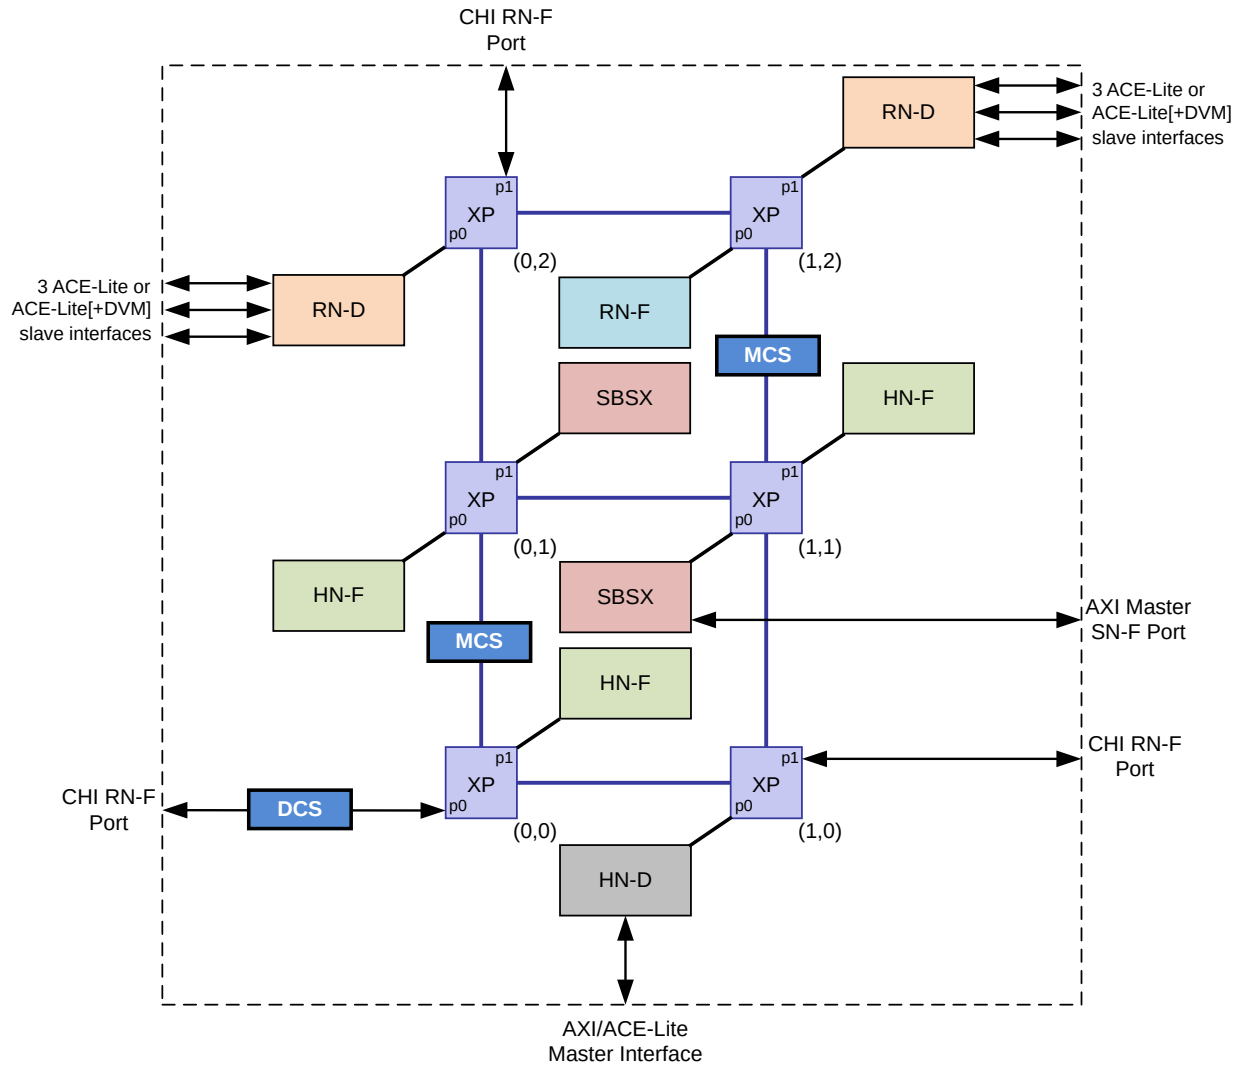 CHI RN-F
Port
3 ACE-Lite or
ACE-Lite[+DVM]
slave interfaces
RN-D
p1
XP
p0
(0,2)
p1
XP
p0
(1,2)
3 ACE-Lite or
ACE-Lite[+DVM]
slave interfaces
RN-D
RN-F
MCS
SBSX
HN-F
p1
XP
p0
(0,1)
p1
XP
p0
(1,1)
HN-F
SBSX
AXI Master
SN-F Port
MCS
HN-F
p1
XP
p0
(0,0)
p1
XP
p0
(1,0)
CHI RN-F
Port
CHI RN-F
Port
DCS
HN-D
AXI/ACE-Lite
Master Interface